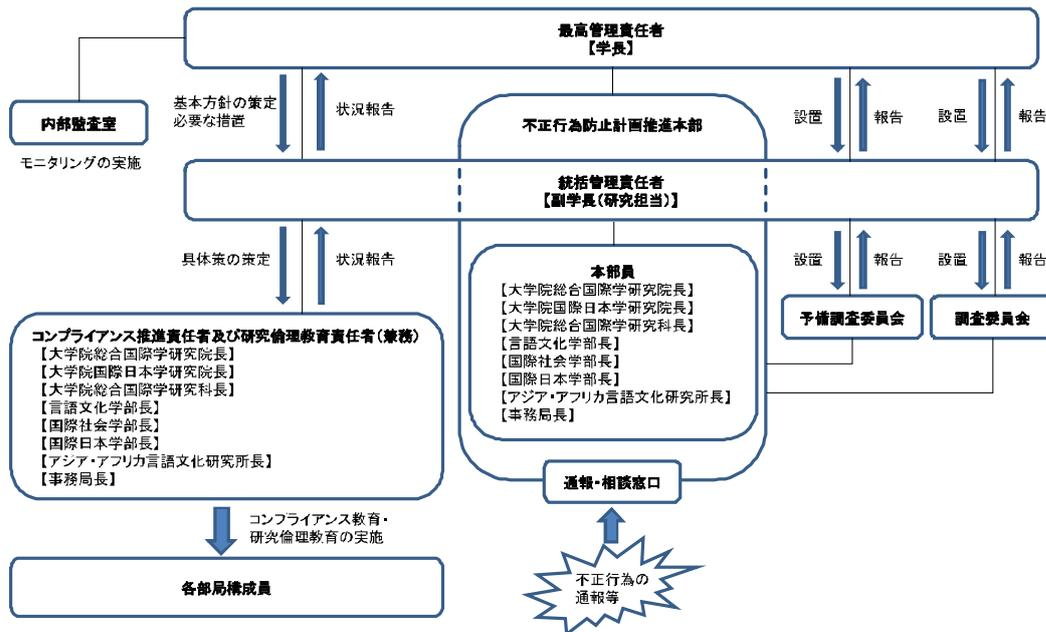 最高管理責任者
【学長】
内部監査室
モニタリングの実施
基本方針の策定
必要な措置
状況報告
不正行為防止計画推進本部
設置
報告
設置
報告
統括管理責任者
【副学長(研究担当)】
具体策の策定
状況報告
本部員
【大学院総合国際学研究院長】
【大学院国際日本学研究院長】
【大学院総合国際学研究科長】
【言語文化学部長】
【国際社会学部長】
【国際日本学部長】
【アジア・アフリカ言語文化研究所長】
【事務局長】
設置
報告
設置
報告
予備調査委員会
調査委員会
コンプライアンス推進責任者及び研究倫理教育責任者(兼務)
【大学院総合国際学研究院長】
【大学院国際日本学研究院長】
【大学院総合国際学研究科長】
【言語文化学部長】
【国際社会学部長】
【国際日本学部長】
【アジア・アフリカ言語文化研究所長】
【事務局長】
通報・相談窓口
コンプライアンス教育・
研究倫理教育の実施
各部局構成員
不正行為の
通報等